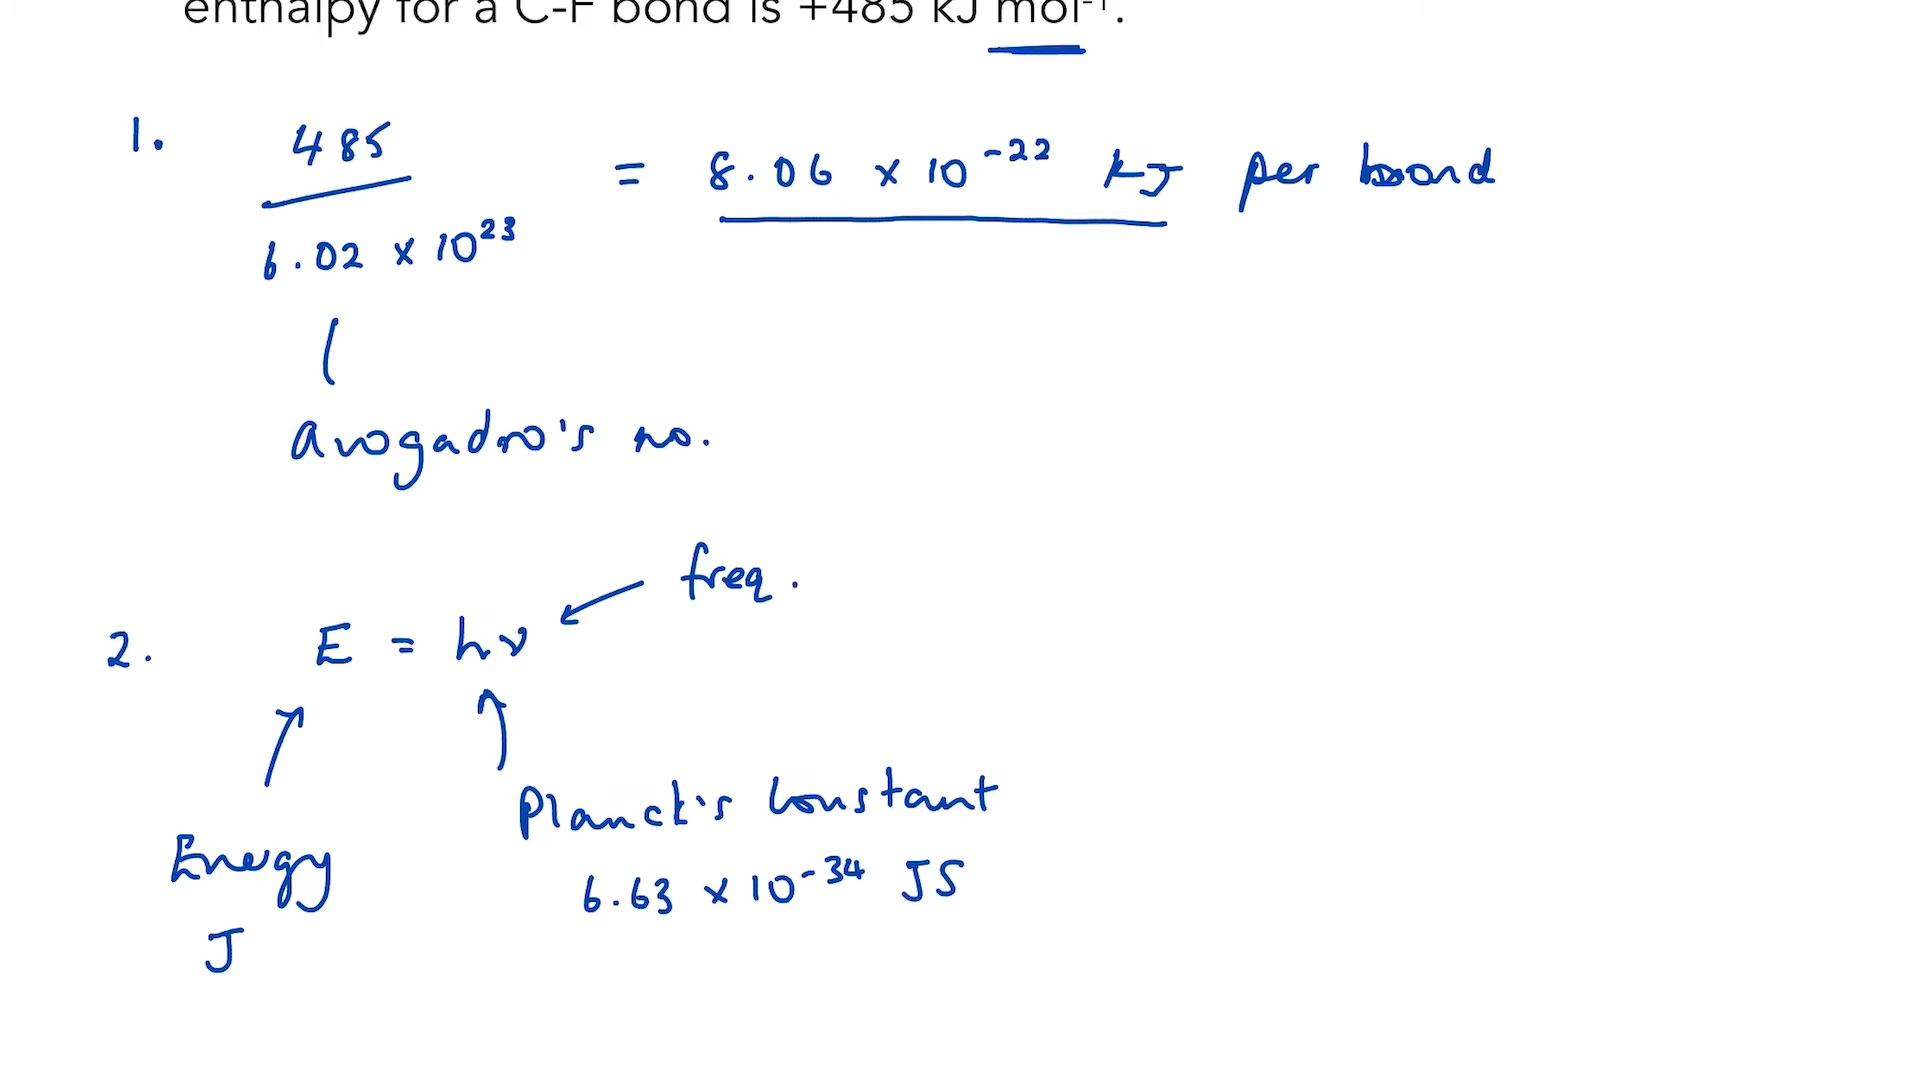 enthalpy for a C-F bond is +485 kJ mol⁻¹.
1. 485
= 8.06 × 10⁻²² kJ per bond
6.02 × 10²³
avogadro's no.
freq.
2. E = hν
Planck's constant
Energy
6.63 × 10⁻³⁴ JS
J